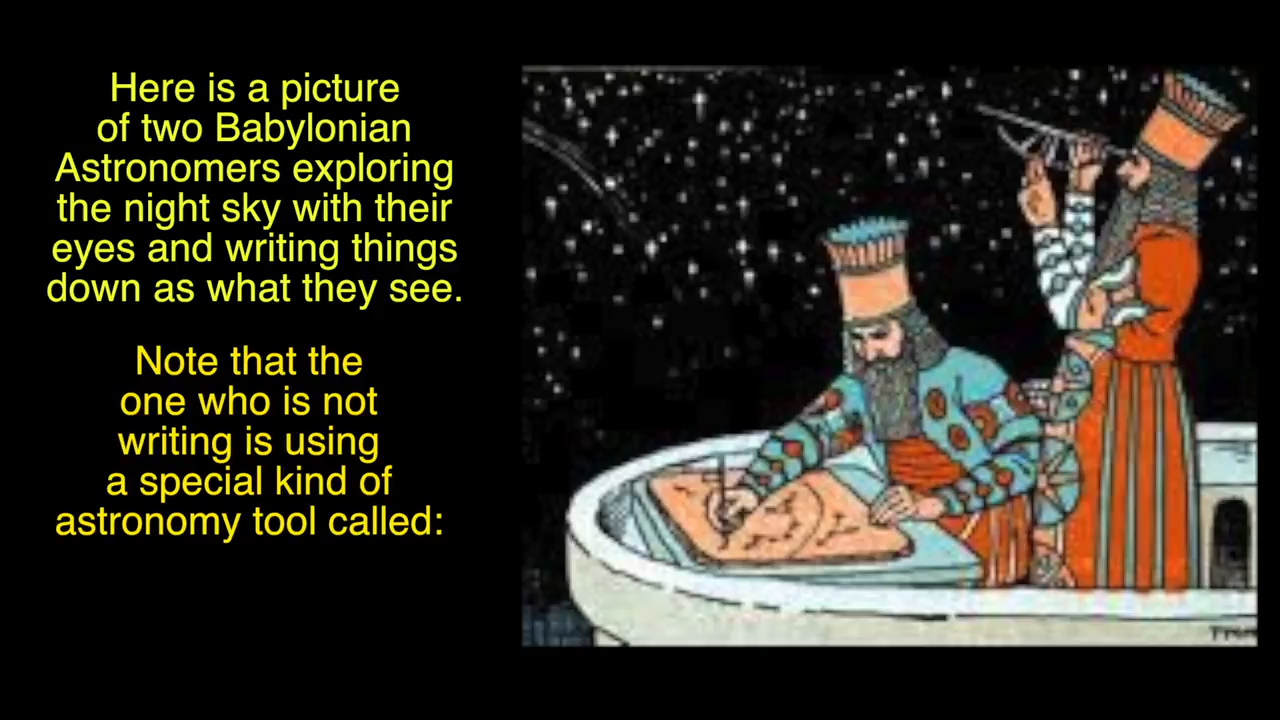 Here is a picture
of two Babylonian
Astronomers exploring
the night sky with their
eyes and writing things
down as what they see.
Note that the
one who is not
writing is using
a special kind of
astronomy tool called: